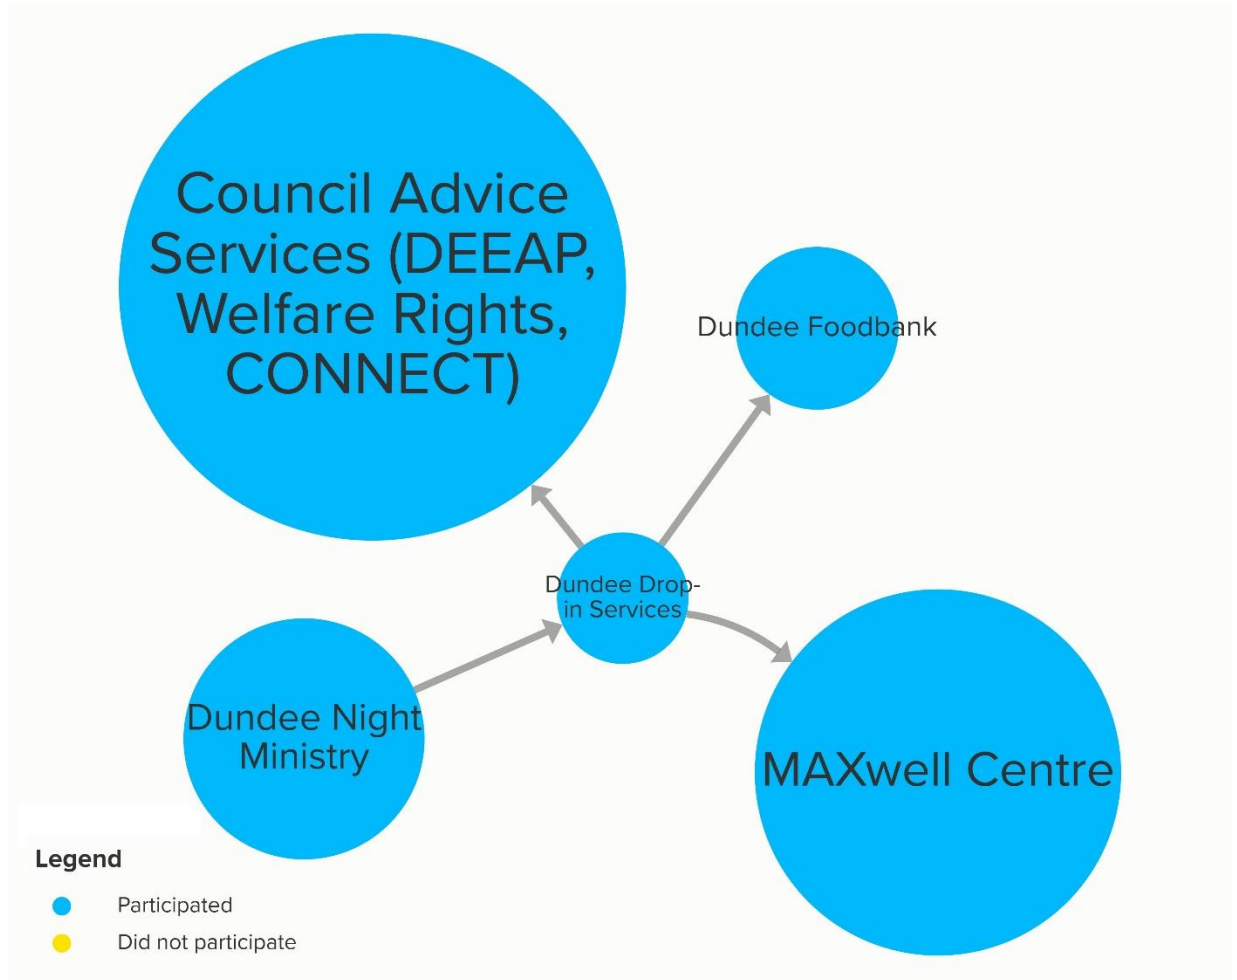 Council Advice
Services (DEEAP,
Welfare Rights,
CONNECT)
Dundee Foodbank
Dundee Drop-
in Services
Dundee Night
Ministry
MAXwell Centre
Legend
Participated
Did not participate